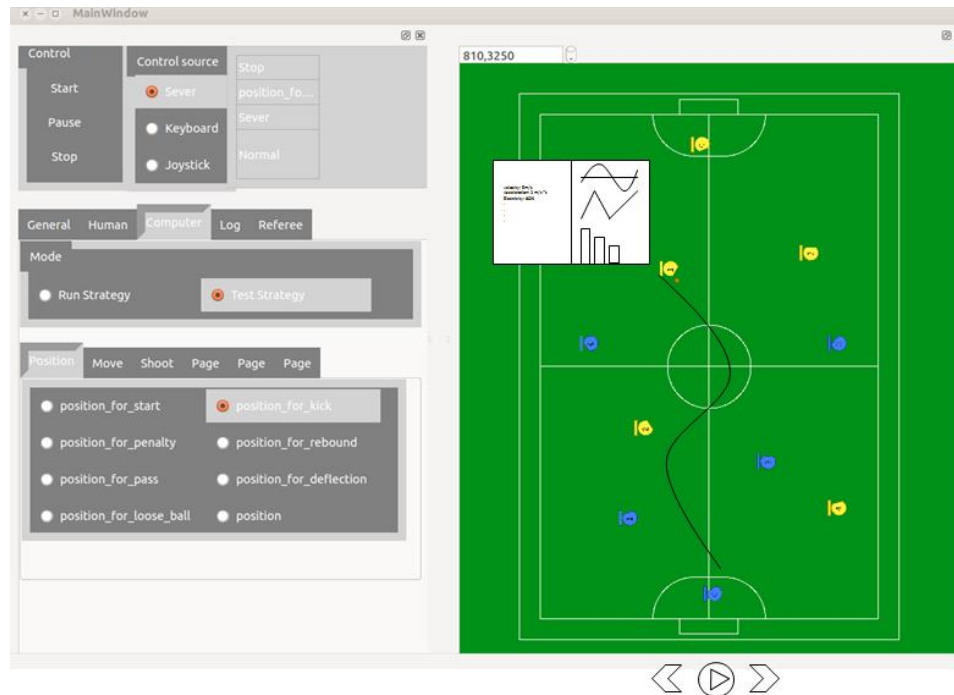 MainWindow
Control
Start
Pause
Stop
Control source
Sever
Keyboard
Joystick
Stop
position_fo....
Sever
Normal
General Human Computer Log Referee
Mode
Run Strategy Test Strategy
Position Move Shoot Page Page Page
position_for_start position_for_kick
position_for_penalty position_for_rebound
position_for_pass position_for_deflection
position_for_loose_ball position
810,3250